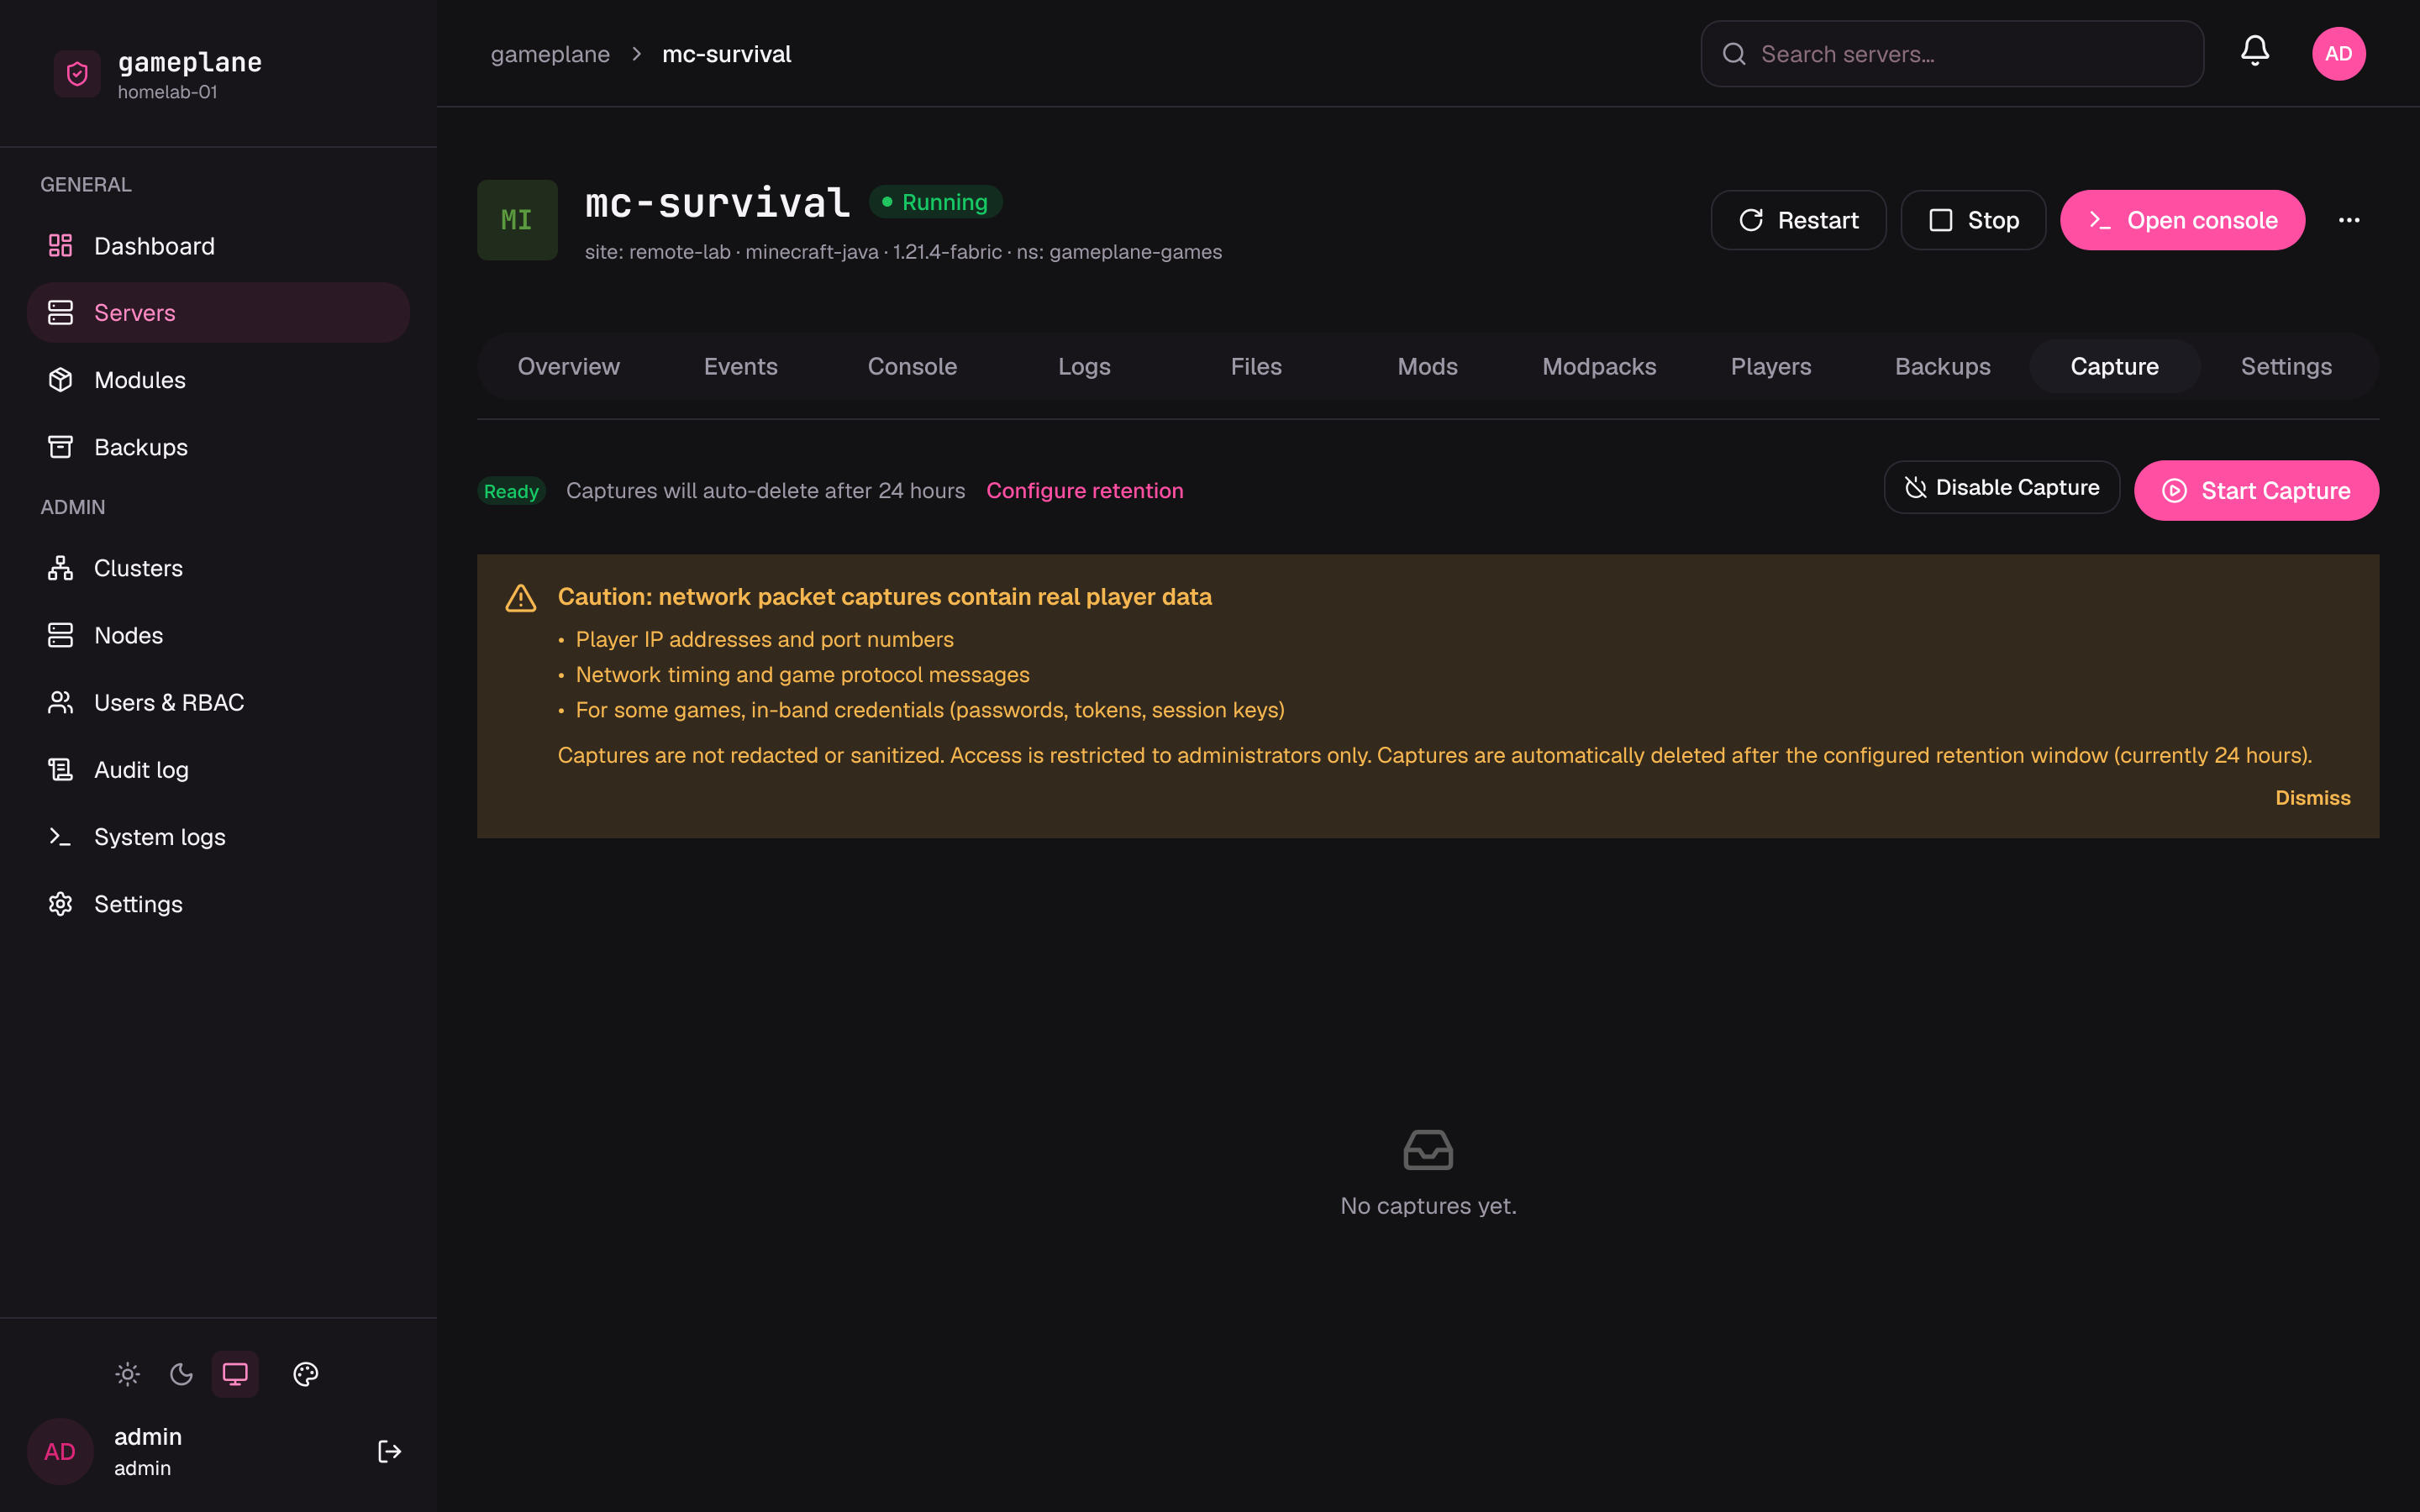 gameplane
homelab-01
GENERAL
Dashboard
Servers
Modules
Backups
ADMIN
Clusters
Nodes
Users & RBAC
Audit log
System logs
Settings
AD
admin
admin
gameplane > mc-survival
Search servers...
AD
MI
mc-survival
Running
site: remote-lab · minecraft-java · 1.21.4-fabric · ns: gameplane-games
Restart
Stop
Open console
Overview Events Console Logs Files Mods Modpacks Players Backups Capture Settings
Ready Captures will auto-delete after 24 hours Configure retention
Disable Capture
Start Capture
Caution: network packet captures contain real player data
• Player IP addresses and port numbers
• Network timing and game protocol messages
• For some games, in-band credentials (passwords, tokens, session keys)
Captures are not redacted or sanitized. Access is restricted to administrators only. Captures are automatically deleted after the configured retention window (currently 24 hours).
Dismiss
No captures yet.